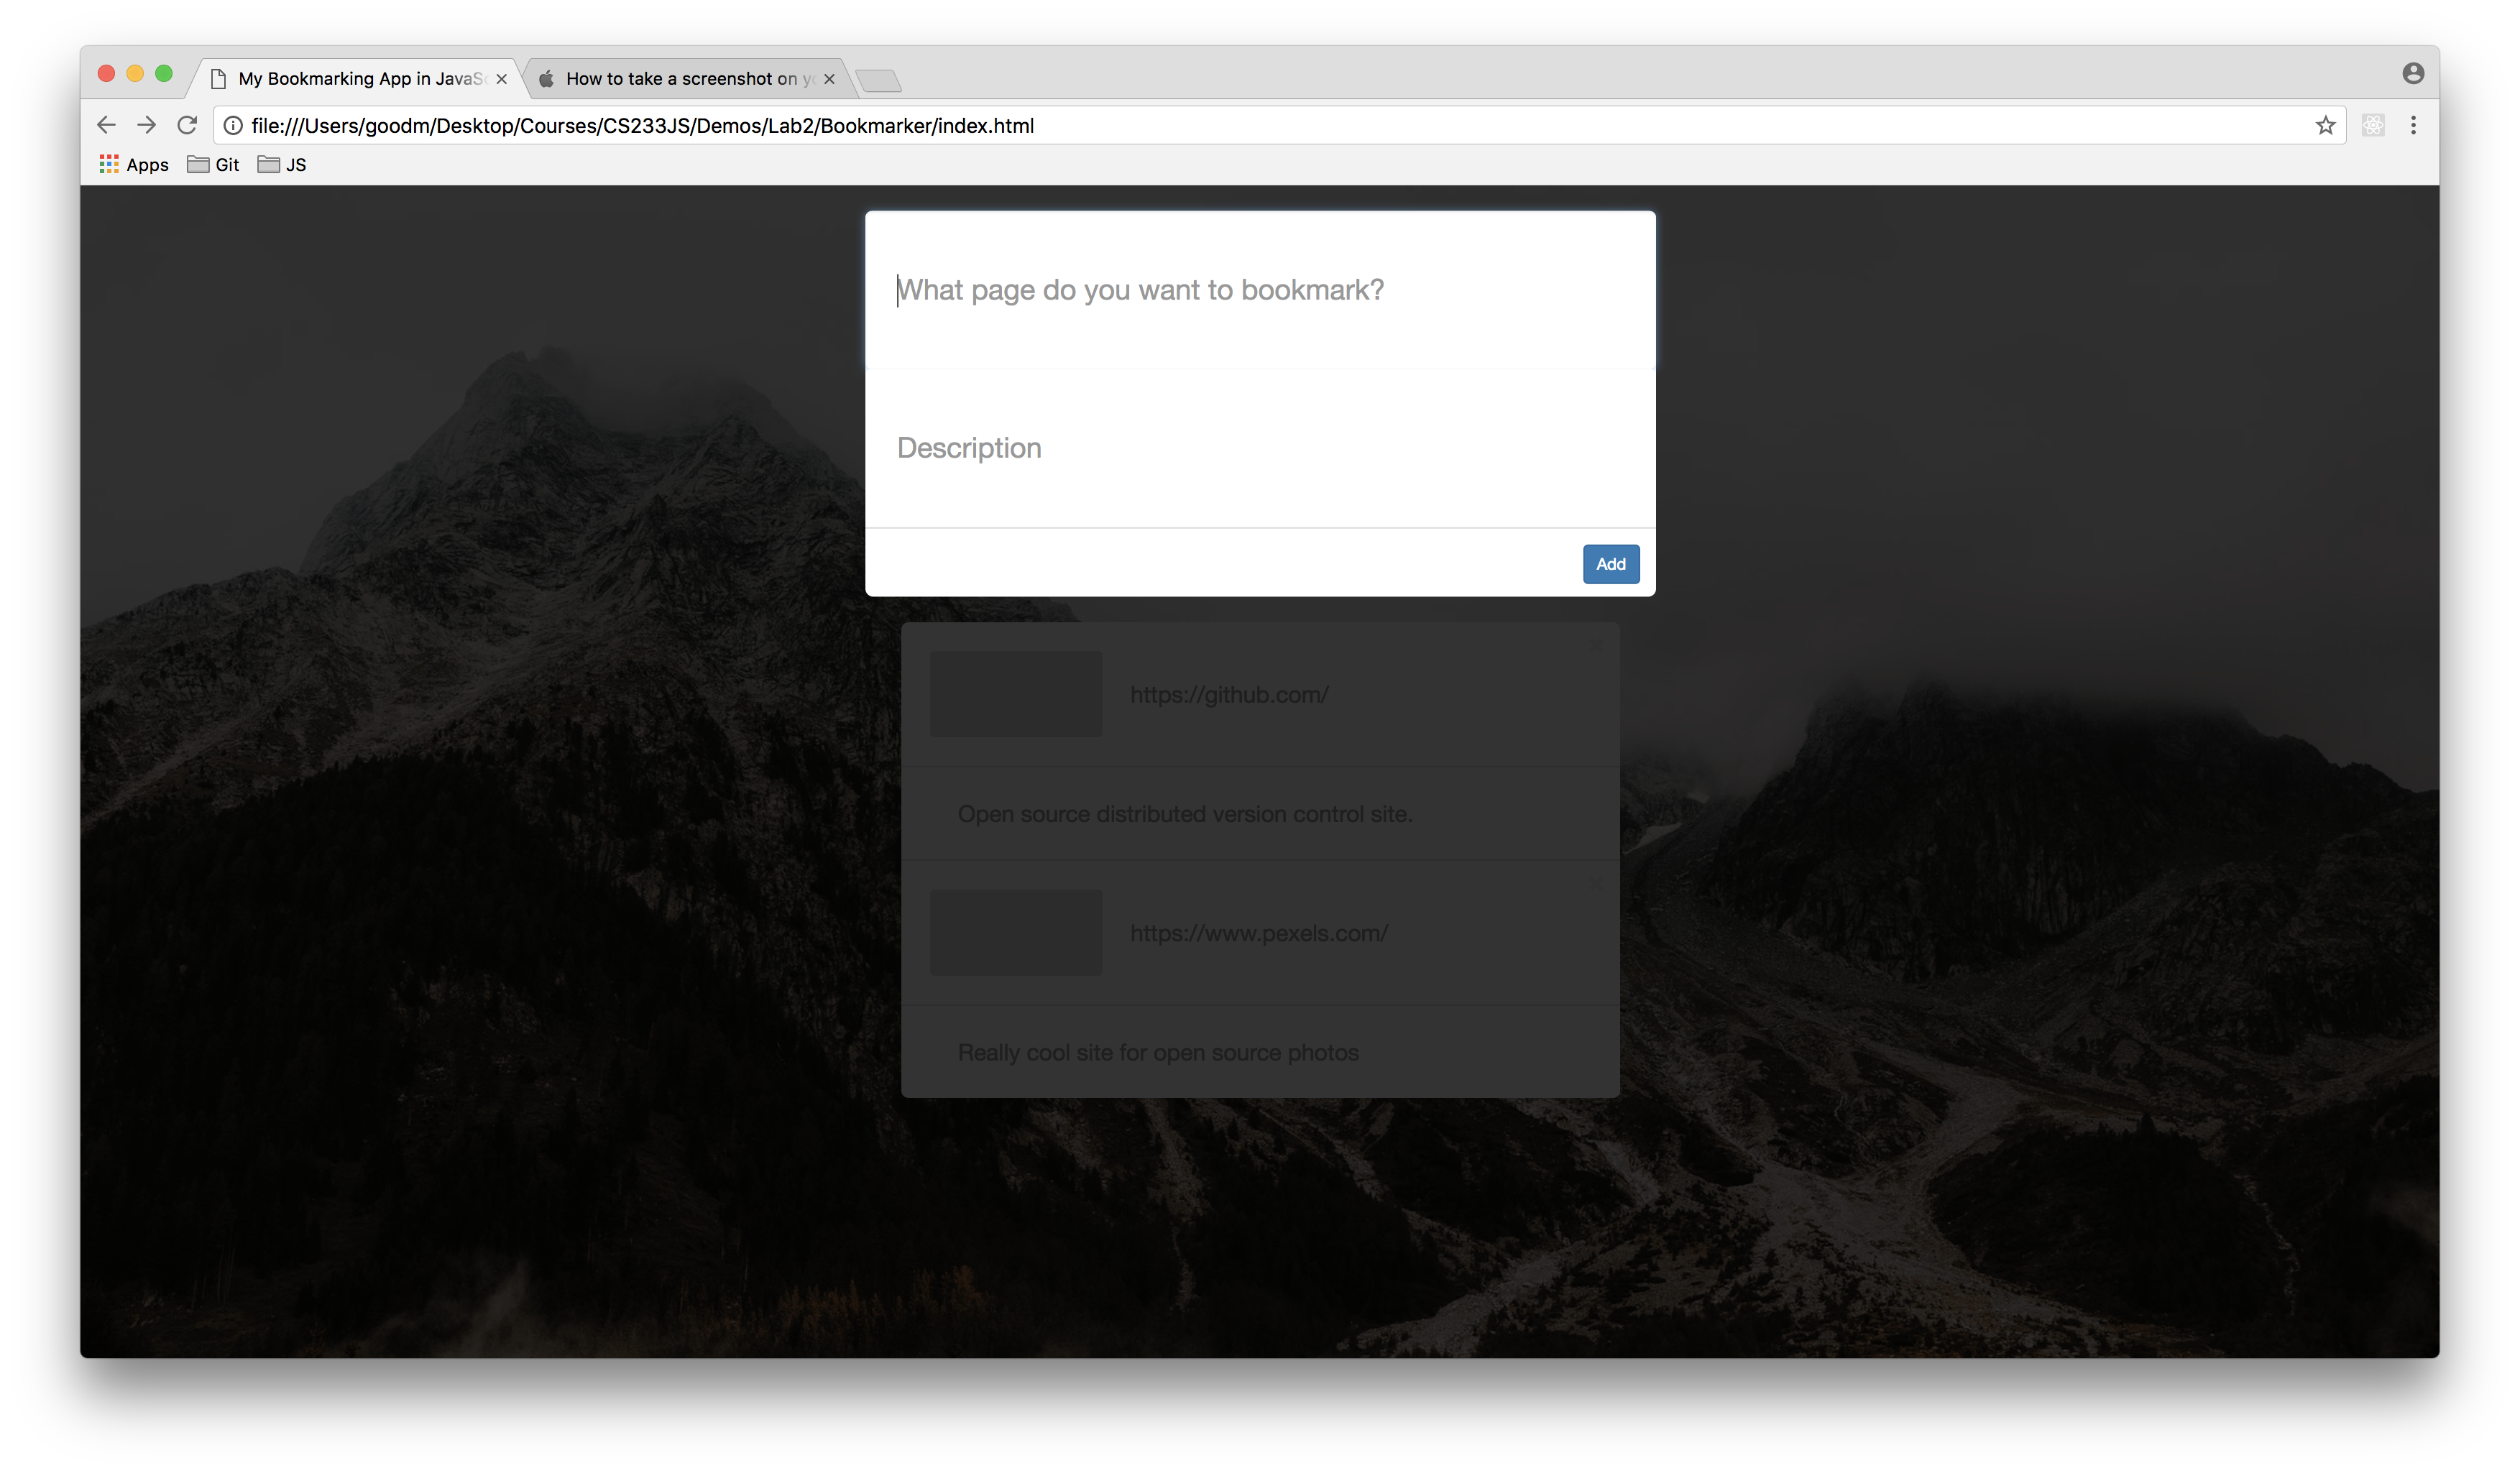 My Bookmarking App in JavaSc
How to take a screenshot on yo
file:///Users/goodm/Desktop/Courses/CS233JS/Demos/Lab2/Bookmarker/index.html
Apps Git JS
What page do you want to bookmark?
Description
Add
https://github.com/
Open source distributed version control site.
https://www.pexels.com/
Really cool site for open source photos